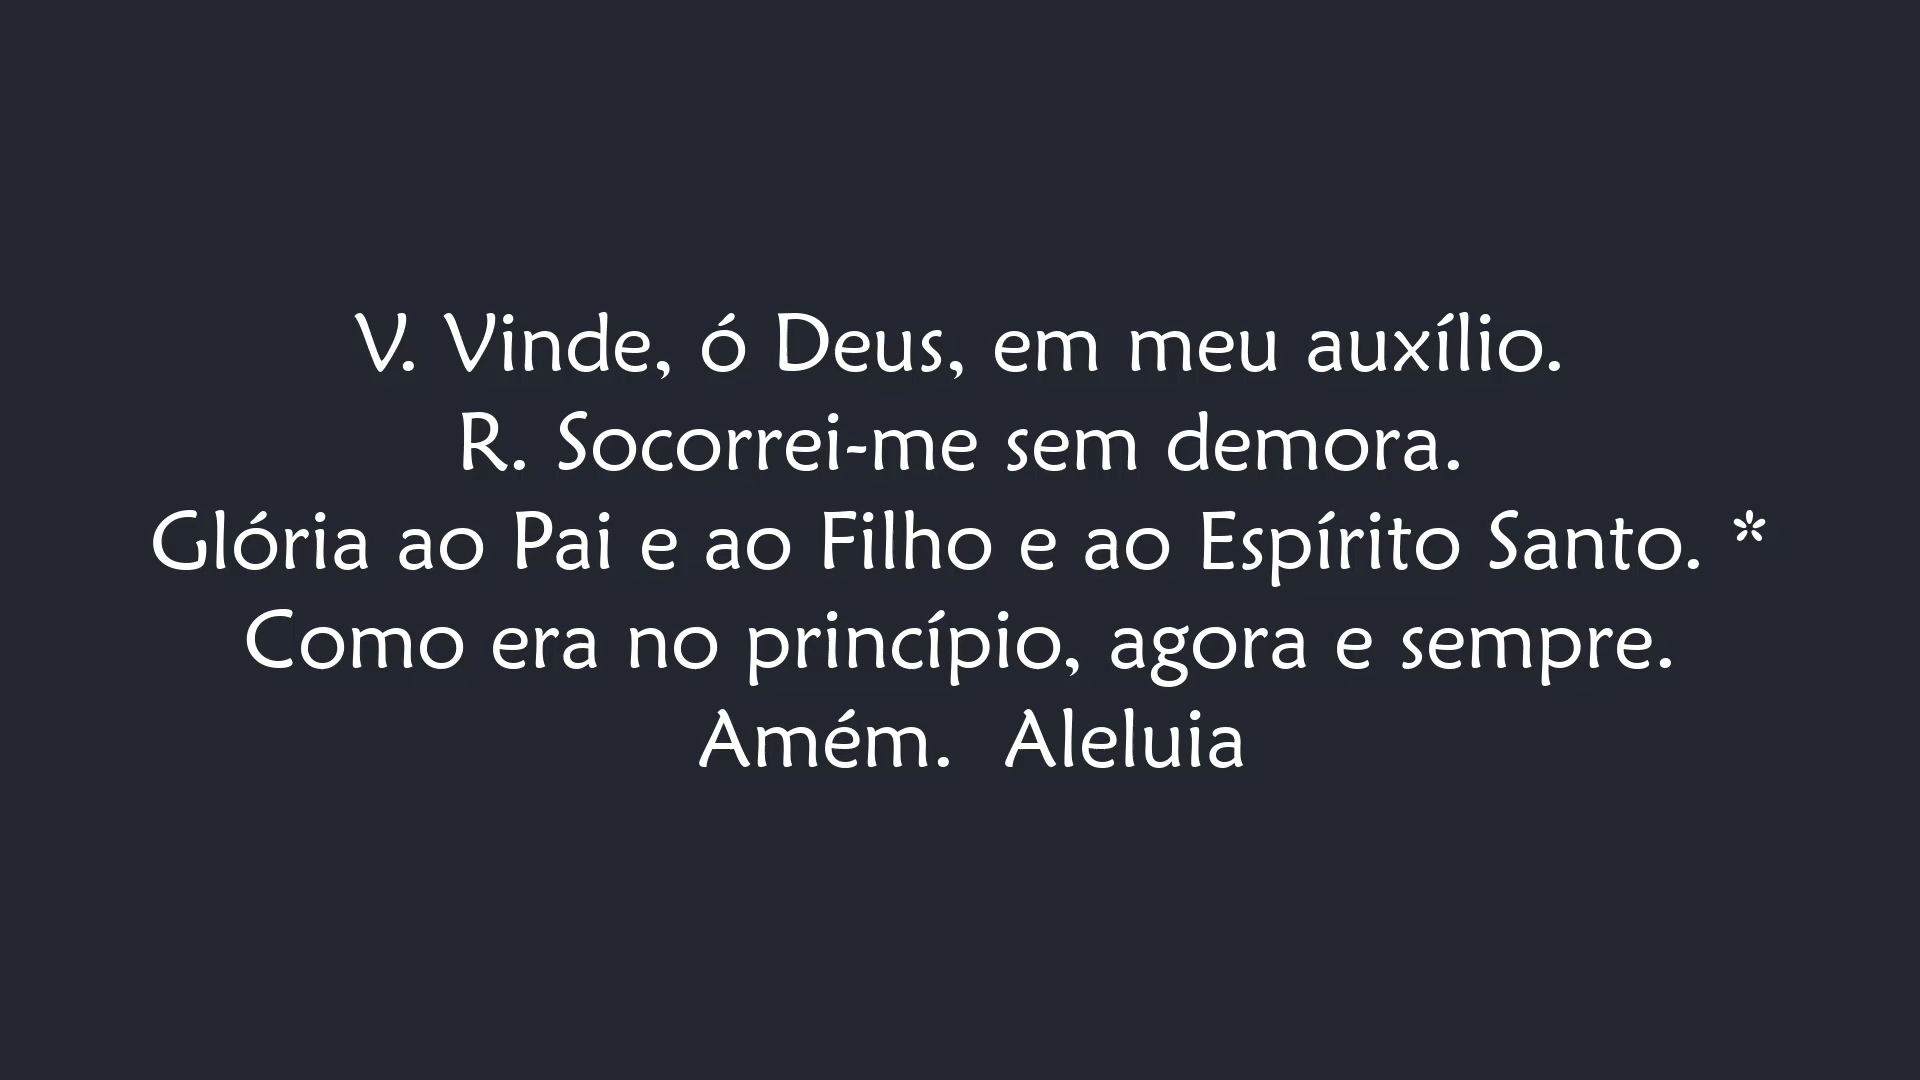 V. Vinde, ó Deus, em meu auxílio.
R. Socorrei-me sem demora.
Glória ao Pai e ao Filho e ao Espírito Santo. *
Como era no princípio, agora e sempre.
Amém.  Aleluia